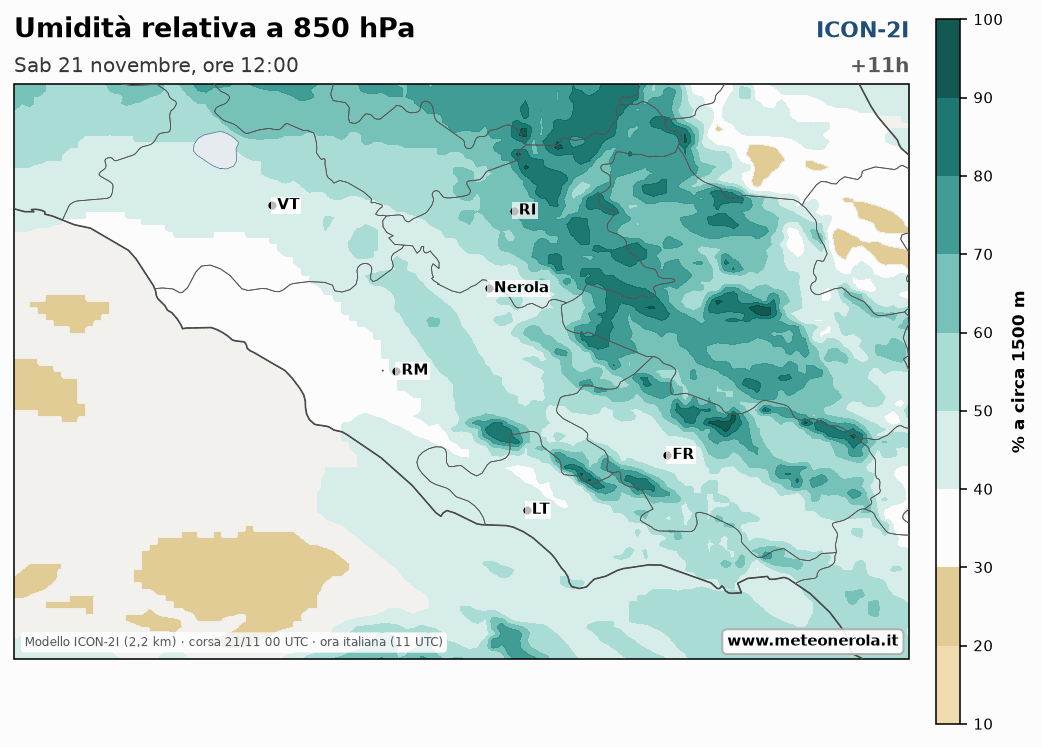 Umidità relativa a 850 hPa
ICON-2I
Sab 21 novembre, ore 12:00
+11h
VT
RI
Nerola
RM
FR
LT
Modello ICON-2I (2,2 km) · corsa 21/11 00 UTC · ora italiana (11 UTC)
www.meteonerola.it
100
90
80
70
60
50
40
30
20
10
% a circa 1500 m